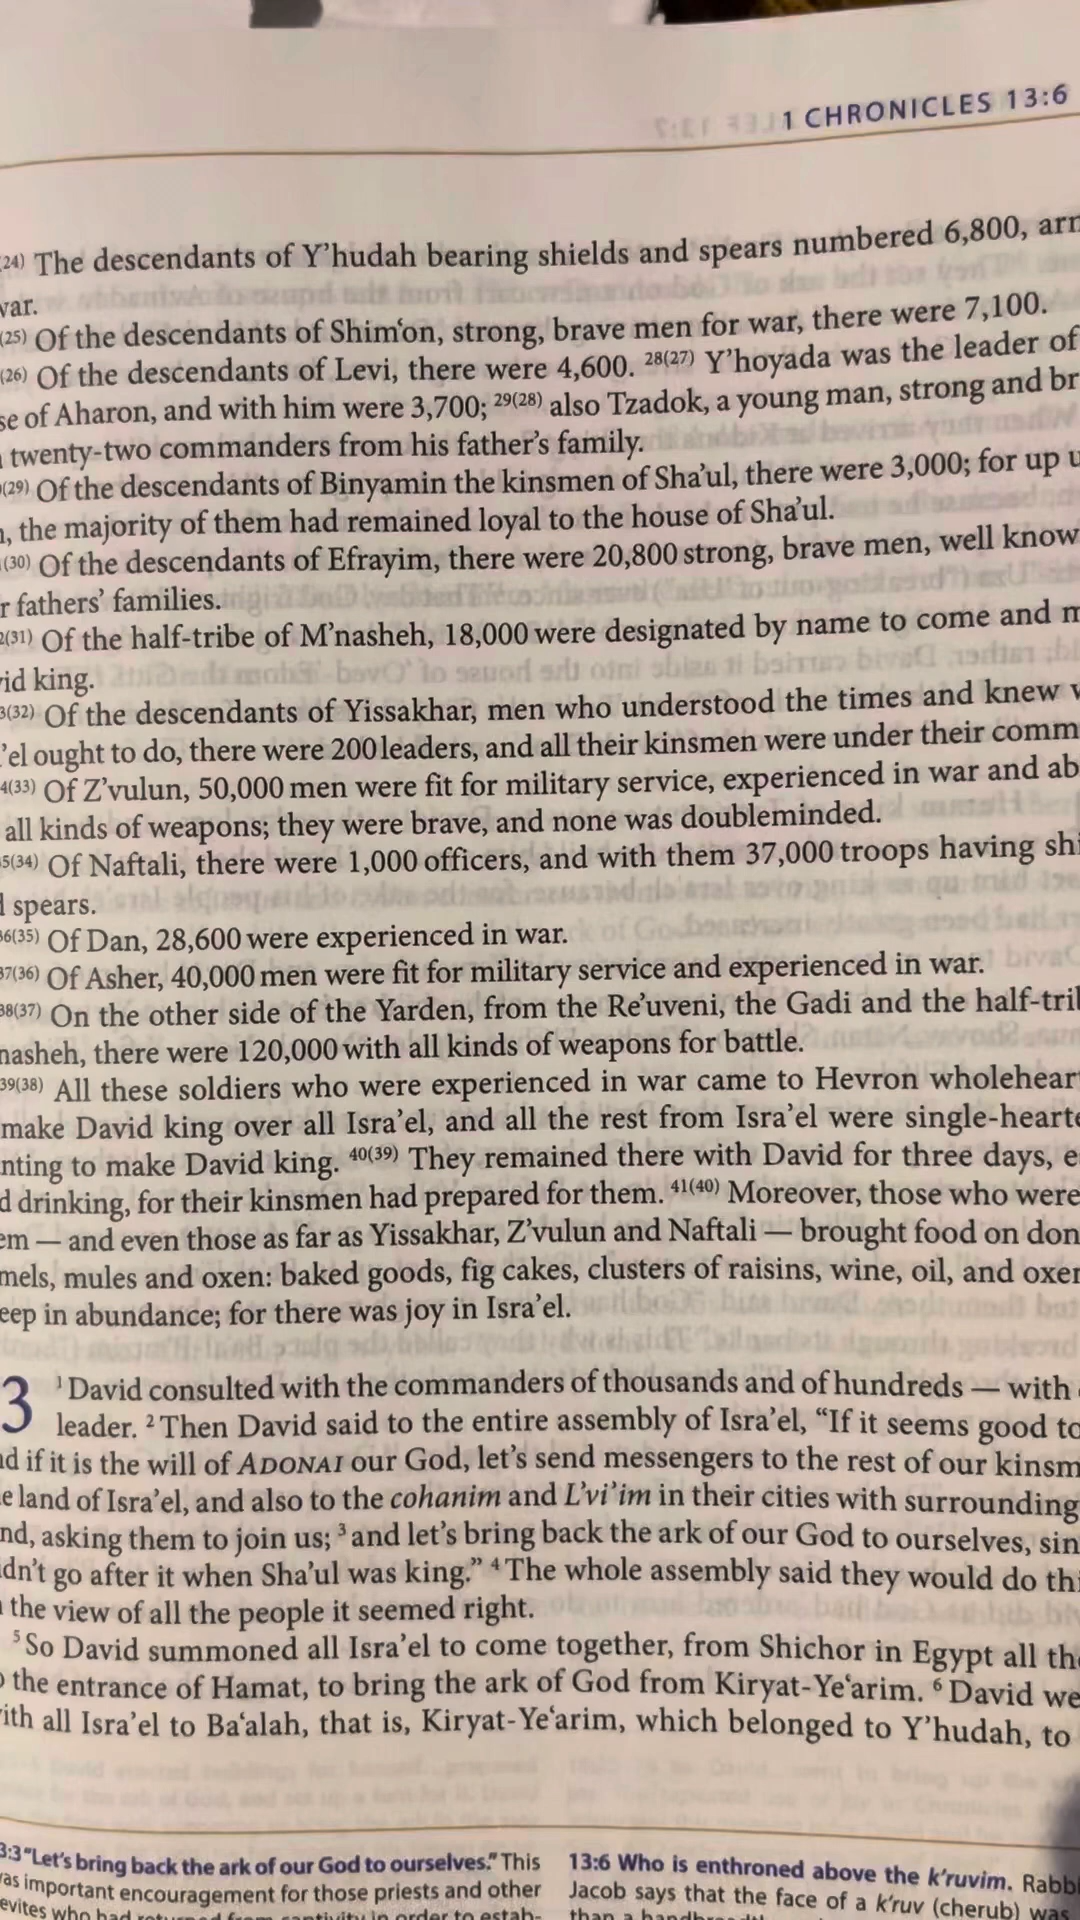 1 CHRONICLES 13:6
24) The descendants of Y’hudah bearing shields and spears numbered 6,800,
var.
(25) Of the descendants of Shim‘on, strong, brave men for war, there were 7,100.
(26) Of the descendants of Levi, there were 4,600. 28(27) Y’hoyada was the leader of
se of Aharon, and with him were 3,700; 29(28) also Tzadok, a young man, strong and br
twenty-two commanders from his father’s family.
(29) Of the descendants of Binyamin the kinsmen of Sha’ul, there were 3,000; for up u
, the majority of them had remained loyal to the house of Sha’ul.
(30) Of the descendants of Efrayim, there were 20,800 strong, brave men, well know
r fathers’ families.
2(31) Of the half-tribe of M’nasheh, 18,000 were designated by name to come and m
id king.
3(32) Of the descendants of Yissakhar, men who understood the times and knew
’el ought to do, there were 200 leaders, and all their kinsmen were under their comm
4(33) Of Z’vulun, 50,000 men were fit for military service, experienced in war and ab
all kinds of weapons; they were brave, and none was doubleminded.
5(34) Of Naftali, there were 1,000 officers, and with them 37,000 troops having shi
spears.
36(35) Of Dan, 28,600 were experienced in war.
37(36) Of Asher, 40,000 men were fit for military service and experienced in war.
38(37) On the other side of the Yarden, from the Re’uveni, the Gadi and the half-tri
nasheh, there were 120,000 with all kinds of weapons for battle.
39(38) All these soldiers who were experienced in war came to Hevron wholehear
make David king over all Isra’el, and all the rest from Isra’el were single-hearte
nting to make David king. 40(39) They remained there with David for three days, e
d drinking, for their kinsmen had prepared for them. 41(40) Moreover, those who were
em — and even those as far as Yissakhar, Z’vulun and Naftali — brought food on don
mels, mules and oxen: baked goods, fig cakes, clusters of raisins, wine, oil, and oxen
eep in abundance; for there was joy in Isra’el.
3 1 David consulted with the commanders of thousands and of hundreds — with
leader. 2 Then David said to the entire assembly of Isra’el, “If it seems good to
d if it is the will of ADONAI our God, let’s send messengers to the rest of our kinsm
e land of Isra’el, and also to the cohanim and L’vi’im in their cities with surrounding
nd, asking them to join us; 3 and let’s bring back the ark of our God to ourselves, sin
dn’t go after it when Sha’ul was king.” 4 The whole assembly said they would do thi
the view of all the people it seemed right.
5 So David summoned all Isra’el to come together, from Shichor in Egypt all the
the entrance of Hamat, to bring the ark of God from Kiryat-Ye‘arim. 6 David we
ith all Isra’el to Ba‘alah, that is, Kiryat-Ye‘arim, which belonged to Y’hudah, to
3:3 “Let’s bring back the ark of our God to ourselves.” This
as important encouragement for those priests and other
evites who had returned from captivity in order to estab-
13:6 Who is enthroned above the k’ruvim. Rabbi
Jacob says that the face of a k’ruv (cherub) was
than a